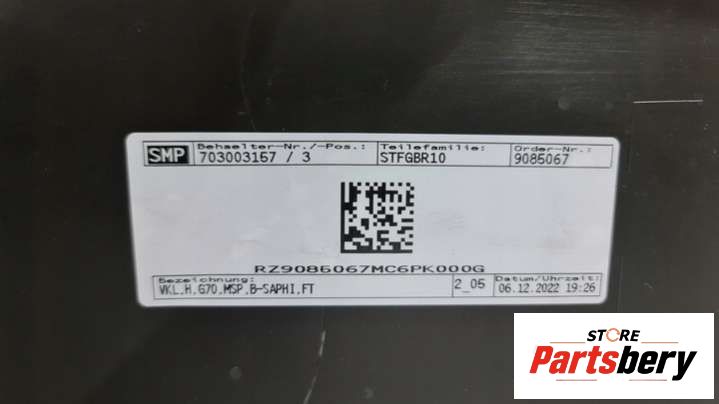 SMP Behaelter-Nr./-Pos.: Teilefamilie: Order-Nr.:
703003157 / 3 STFGBR10 9085067
RZ9085067MC6PK000G
Bezeichnung: 2_05 Datum/Uhrzeit:
VKL.H.G70.MSP.B-SAPHI.FT 06.12.2022 19:26
STORE
Partsbery